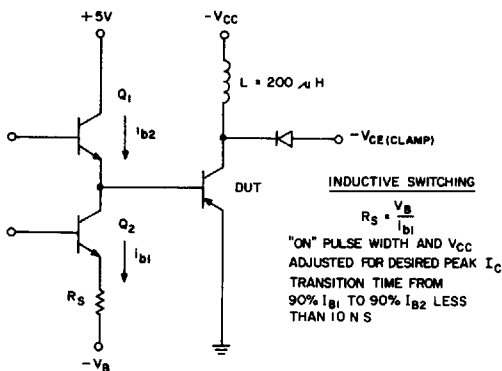 +5V
-VCC
Q1
ib2
L = 200 μH
-VCE(CLAMP)
DUT
Q2
ib1
RS
-VB
INDUCTIVE SWITCHING
RS = VB / ib1
"ON" PULSE WIDTH AND VCC
ADJUSTED FOR DESIRED PEAK IC
TRANSITION TIME FROM
90% IB1 TO 90% IB2 LESS
THAN 10 NS